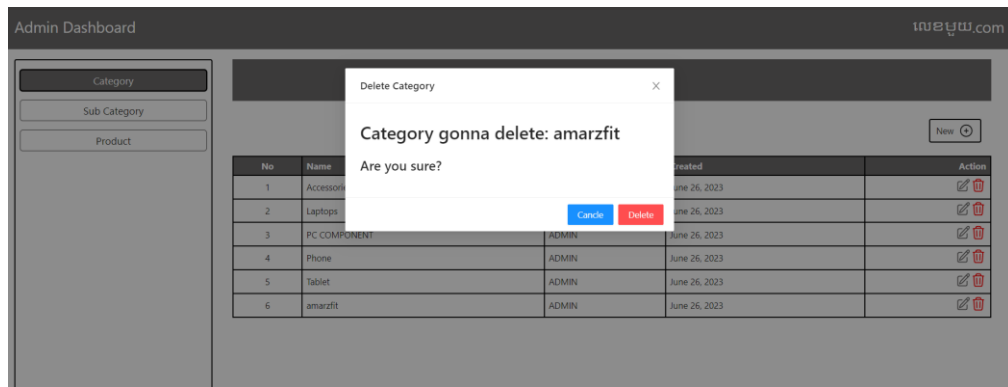 Admin Dashboard
លេខមួយ.com
Category
Sub Category
Product
Delete Category
Category gonna delete: amarzfit
Are you sure?
Cancle Delete
New
No Name Created Action
1 Accessorie June 26, 2023
2 Laptops June 26, 2023
3 PC COMPONENT ADMIN June 26, 2023
4 Phone ADMIN June 26, 2023
5 Tablet ADMIN June 26, 2023
6 amarzfit ADMIN June 26, 2023